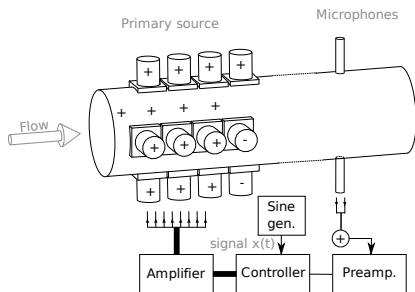 Primary source
Microphones
+ + + +
+ + + +
Flow
+ + + -
+ + + -
Sine
gen.
signal x(t)
+
Amplifier
Controller
Preamp.